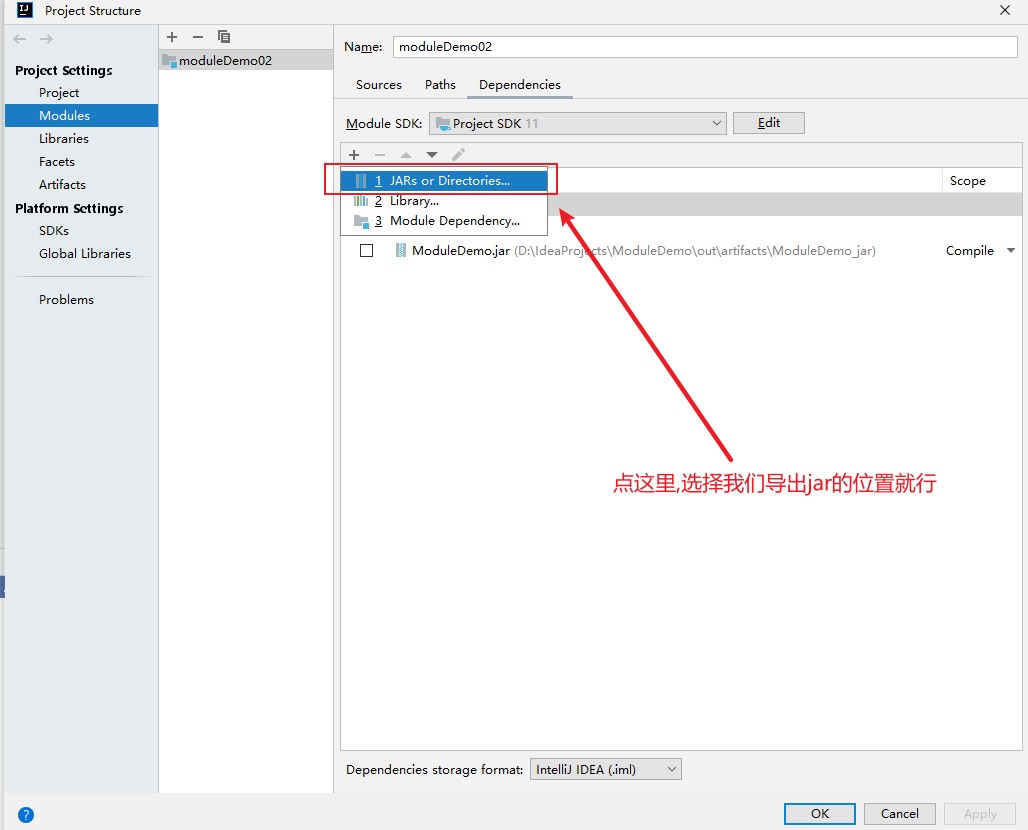 Project Structure
Project Settings
Project
Modules
Libraries
Facets
Artifacts
Platform Settings
SDKs
Global Libraries
Problems
moduleDemo02
Name: moduleDemo02
Sources Paths Dependencies
Module SDK: Project SDK 11 Edit
Scope
1 JARs or Directories...
2 Library...
3 Module Dependency...
ModuleDemo.jar (D:\IdeaProjects\ModuleDemo\out\artifacts\ModuleDemo_jar) Compile
点这里,选择我们导出jar的位置就行
Dependencies storage format: IntelliJ IDEA (.iml)
? OK Cancel Apply